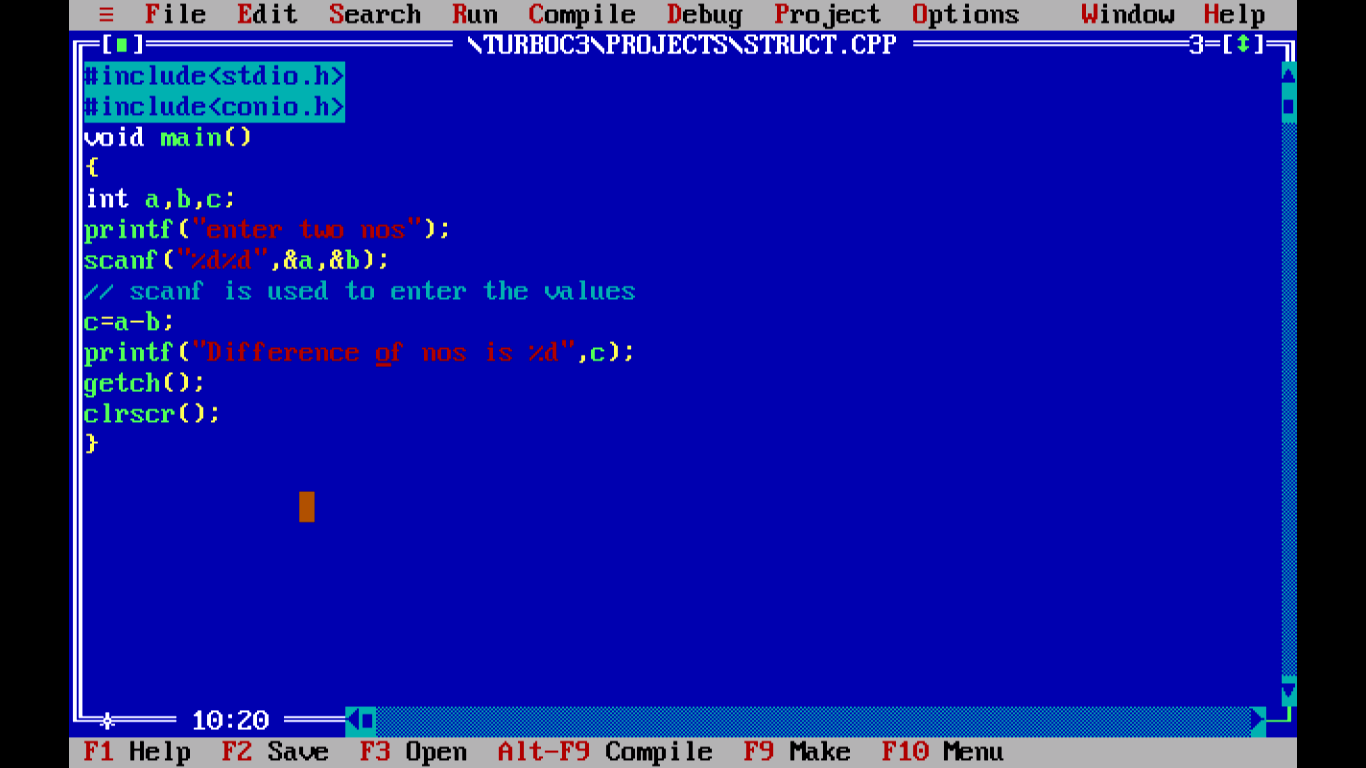 ≡ File Edit Search Run Compile Debug Project Options Window Help
[■] \TURBOC3\PROJECTS\STRUCT.CPP 3=[↕]
#include<stdio.h>
#include<conio.h>
void main()
{
int a,b,c;
printf("enter two nos");
scanf("%d%d",&a,&b);
// scanf is used to enter the values
c=a-b;
printf("Difference of nos is %d",c);
getch();
clrscr();
}
10:20
F1 Help F2 Save F3 Open Alt-F9 Compile F9 Make F10 Menu